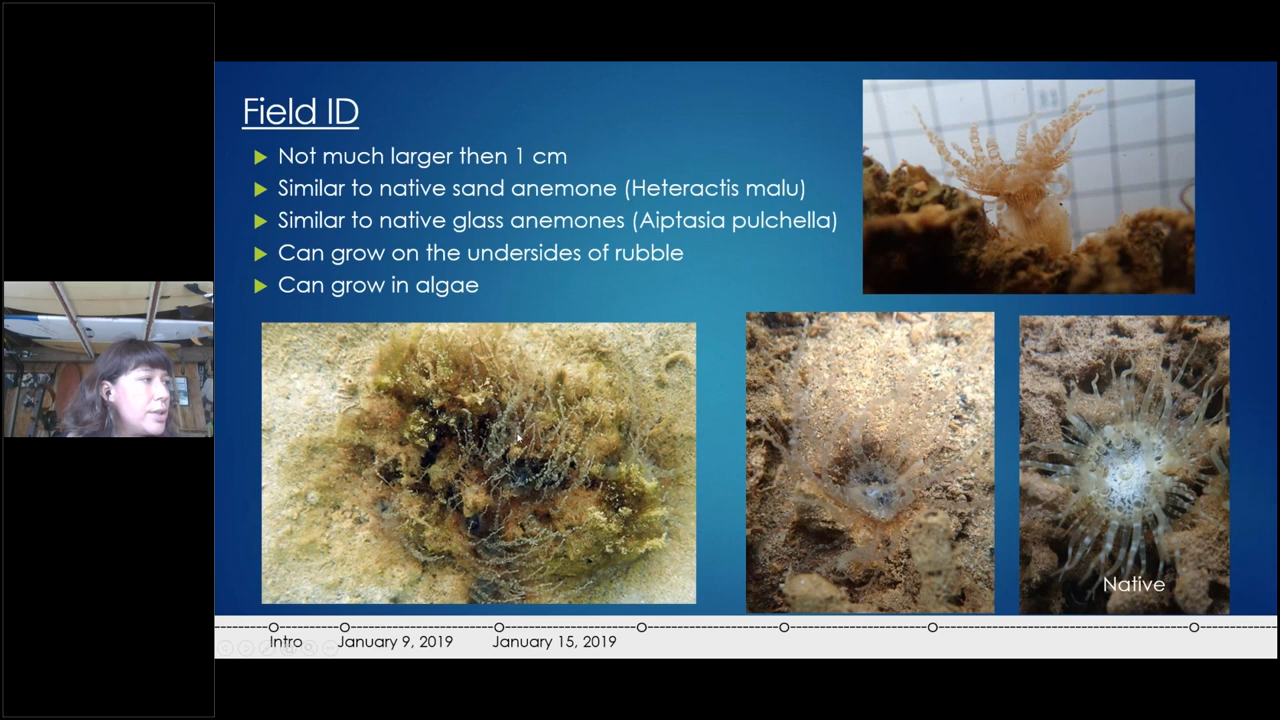 Field ID
Not much larger then 1 cm
Similar to native sand anemone (Heteractis malu)
Similar to native glass anemones (Aiptasia pulchella)
Can grow on the undersides of rubble
Can grow in algae
Native
Intro
January 9, 2019
January 15, 2019